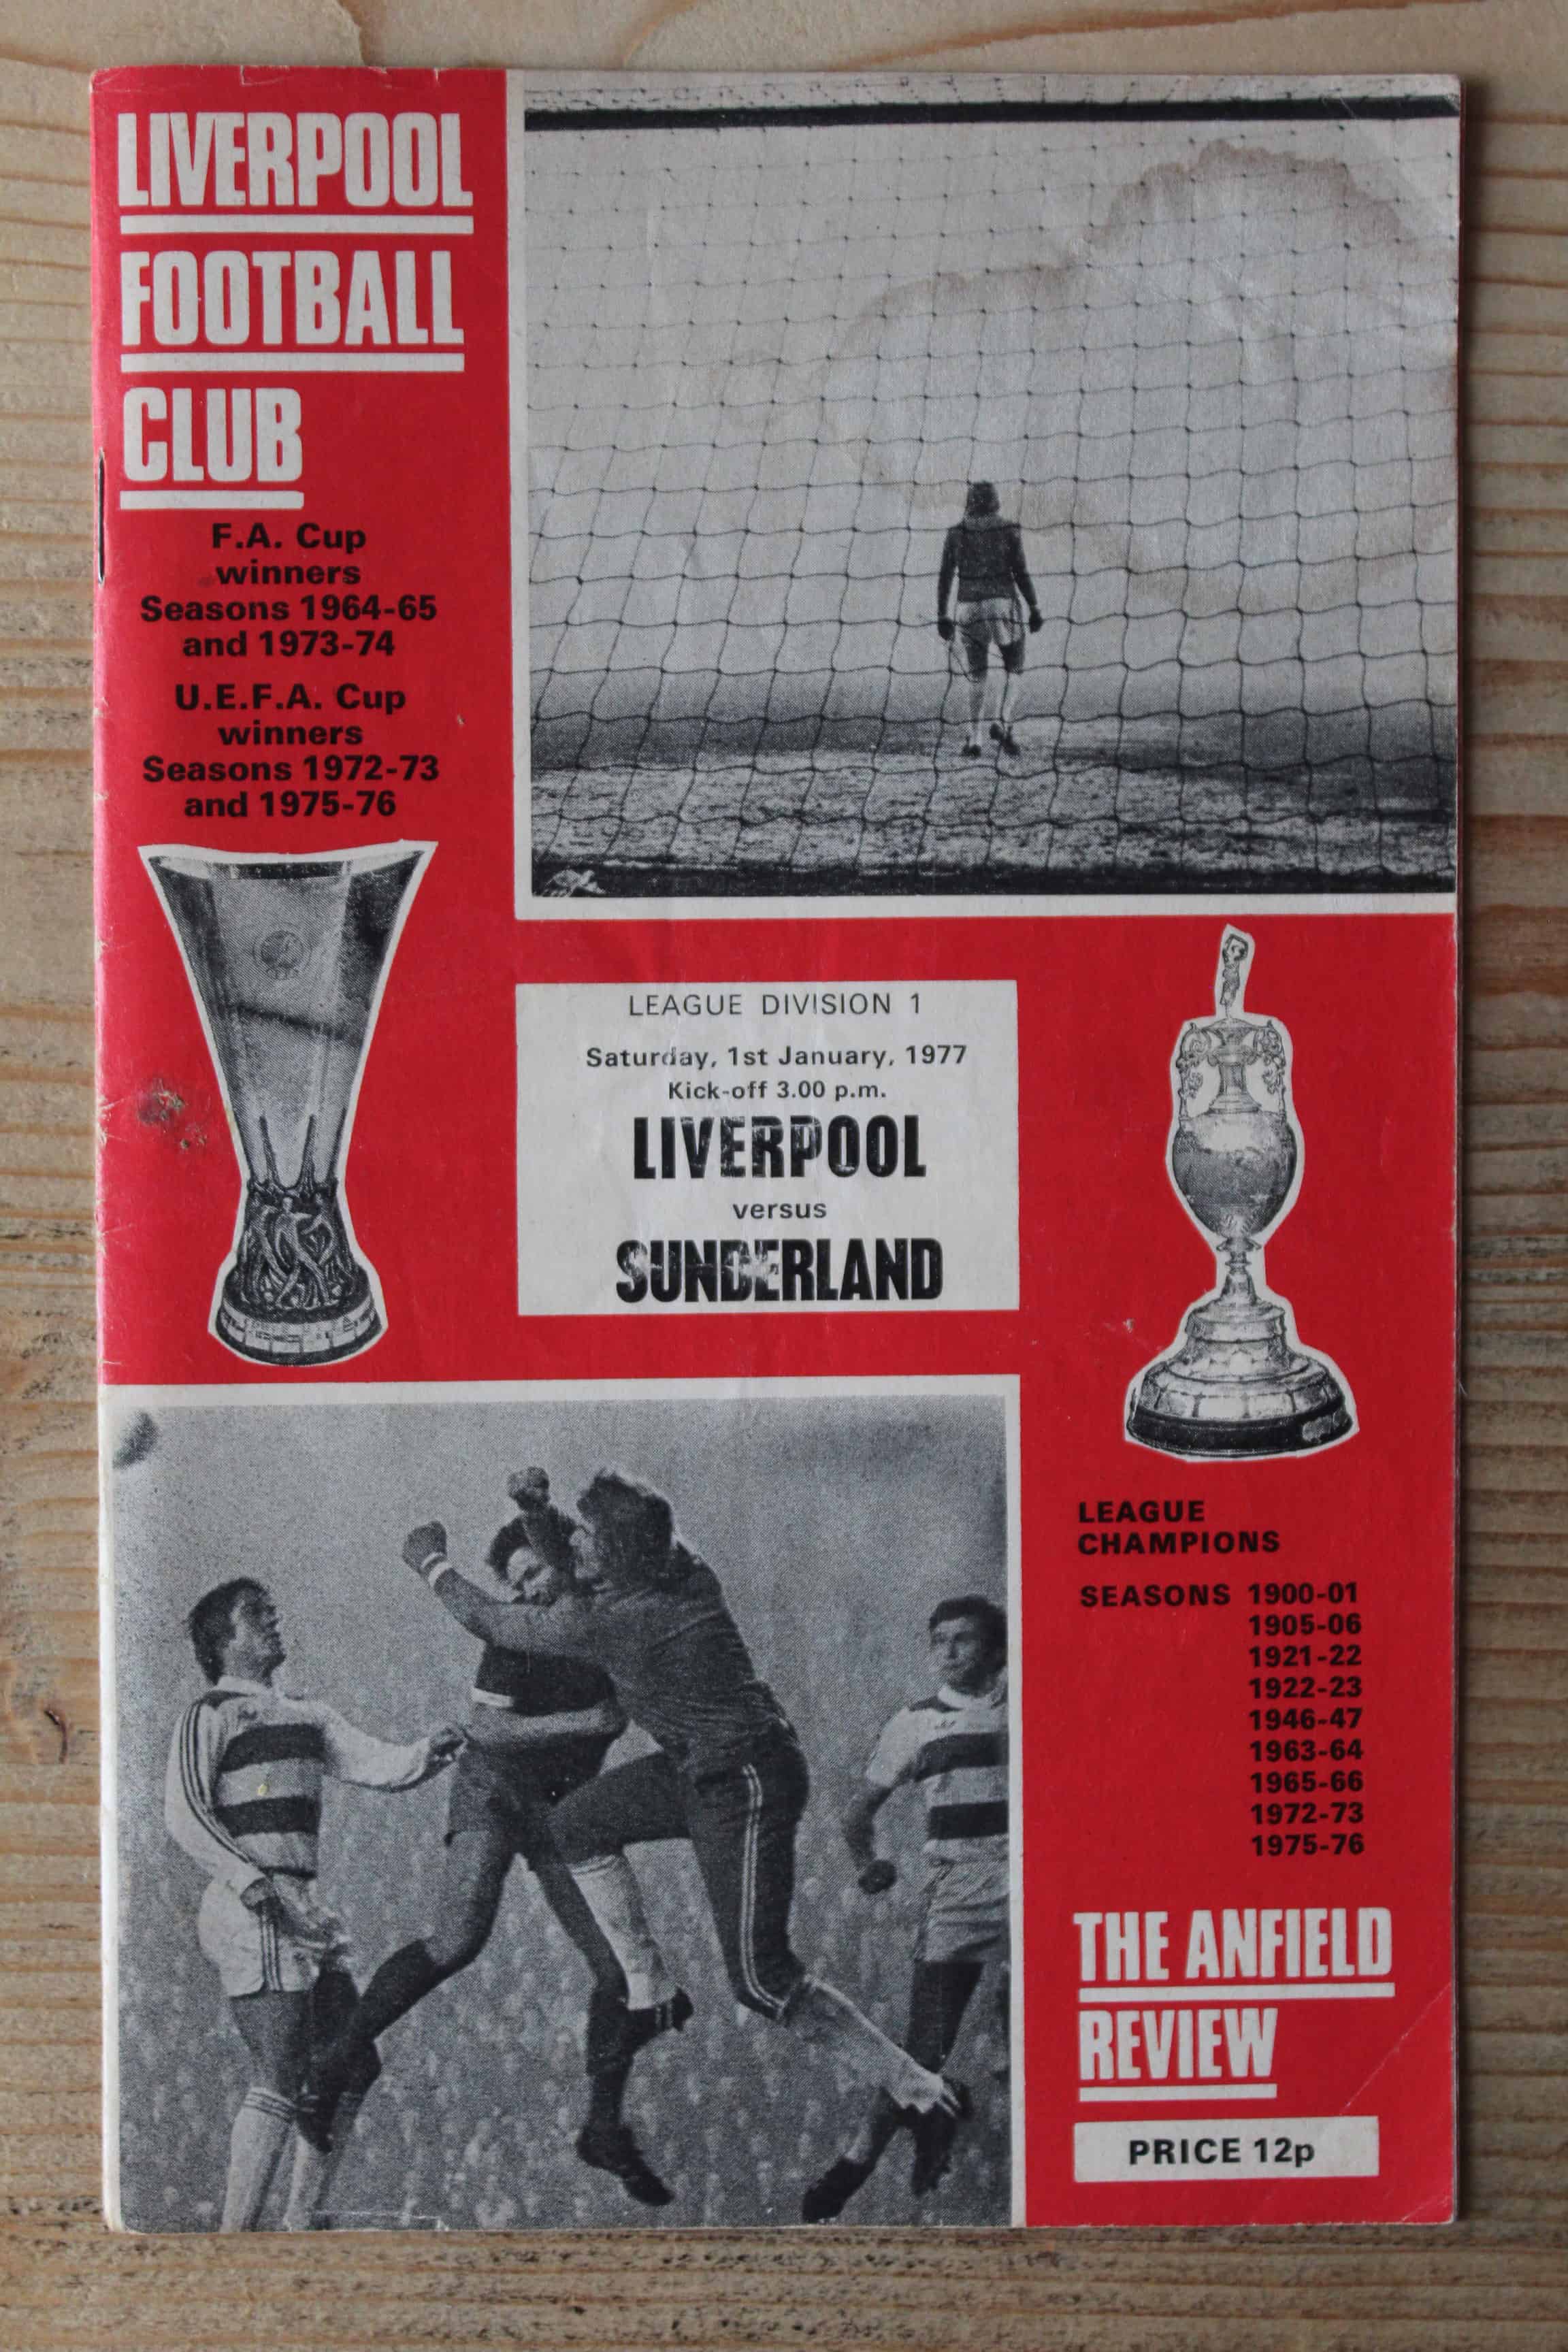 LIVERPOOL
FOOTBALL
CLUB
F.A. Cup
winners
Seasons 1964-65
and 1973-74
U.E.F.A. Cup
winners
Seasons 1972-73
and 1975-76
LEAGUE DIVISION 1
Saturday, 1st January, 1977
Kick-off 3.00 p.m.
LIVERPOOL
versus
SUNDERLAND
LEAGUE
CHAMPIONS
SEASONS 1900-01
1905-06
1921-22
1922-23
1946-47
1963-64
1965-66
1972-73
1975-76
THE ANFIELD
REVIEW
PRICE 12p